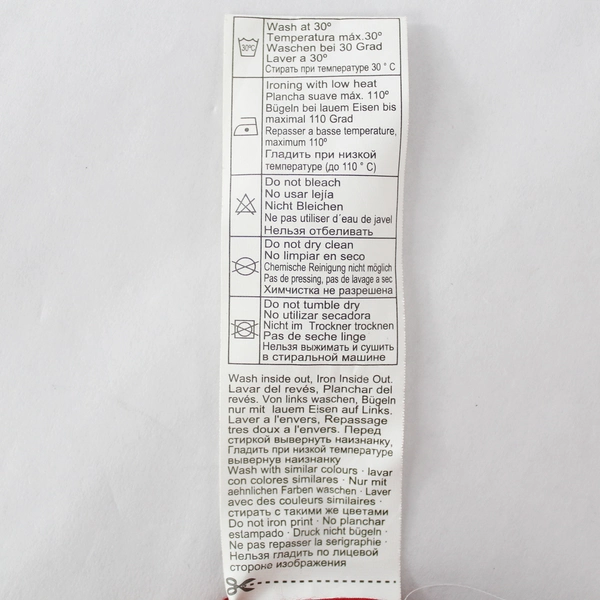 Wash at 30º
Temperatura máx.30º
30ºC
Waschen bei 30 Grad
Laver a 30º
Стирать при температуре 30 ° C
Ironing with low heat
Plancha suave máx. 110º
Bügeln bei lauem Eisen bis
maximal 110 Grad
Repasser a basse temperature,
maximum 110º
Гладить при низкой
температуре (до 110 ° C)
Do not bleach
No usar lejía
Nicht Bleichen
Ne pas utiliser d´eau de javel
Нельзя отбеливать
Do not dry clean
No limpiar en seco
Chemische Reinigung nicht möglich
Pas de pressing, pas de lavage a sec
Химчистка не разрешена
Do not tumble dry
No utilizar secadora
Nicht im Trockner trocknen
Pas de seche linge
Нельзя выжимать и сушить
в стиральной машине
Wash inside out, Iron Inside Out.
Lavar del revés, Planchar del
revés. Von links waschen, Bügeln
nur mit lauem Eisen auf Links.
Laver a l'envers, Repassage
tres doux a l'envers. Перед
стиркой вывернуть наизнанку,
Гладить при низкой температуре
вывернув наизнанку
Wash with similar colours · lavar
con colores similares · Nur mit
aehnlichen Farben waschen · Laver
avec des couleurs similaires ·
стирать с такими же цветами
Do not iron print · No planchar
estampado · Druck nicht bügeln ·
Ne pas repasser la serigraphie ·
Нельзя гладить по лицевой
стороне изображения